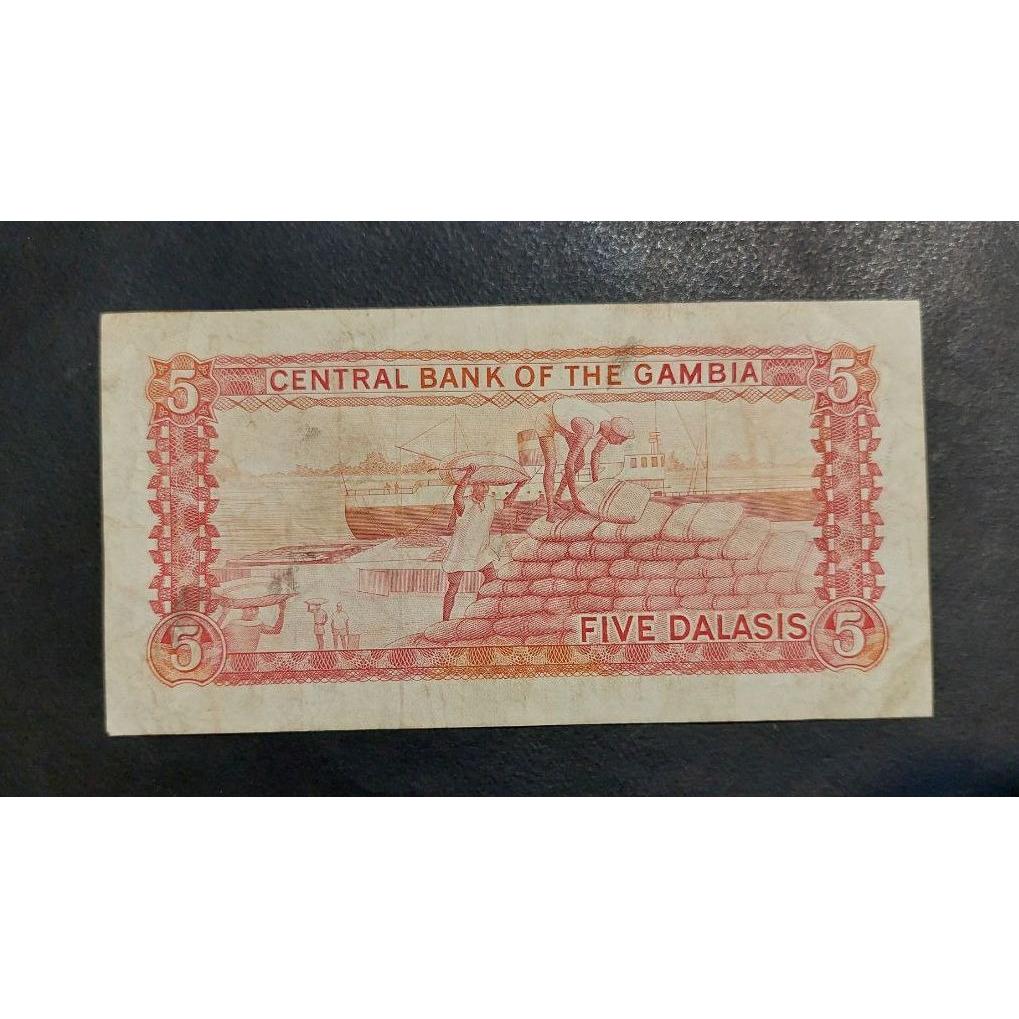 5 CENTRAL BANK OF THE GAMBIA 5
FIVE DALASIS
5 5